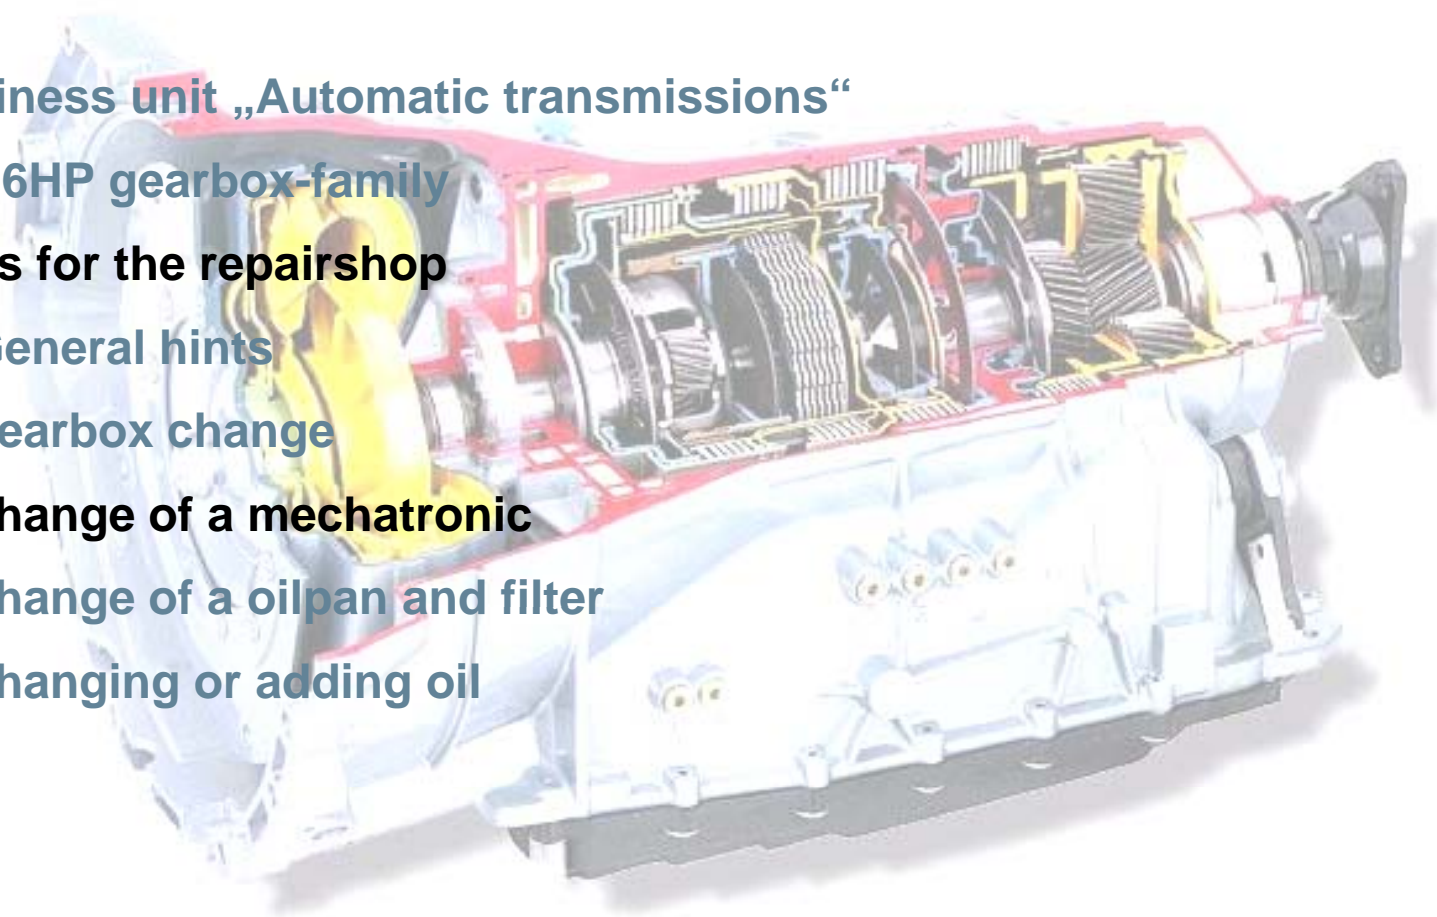 iness unit „Automatic transmissions“
6HP gearbox-family
s for the repairshop
General hints
earbox change
hange of a mechatronic
hange of a oilpan and filter
hanging or adding oil